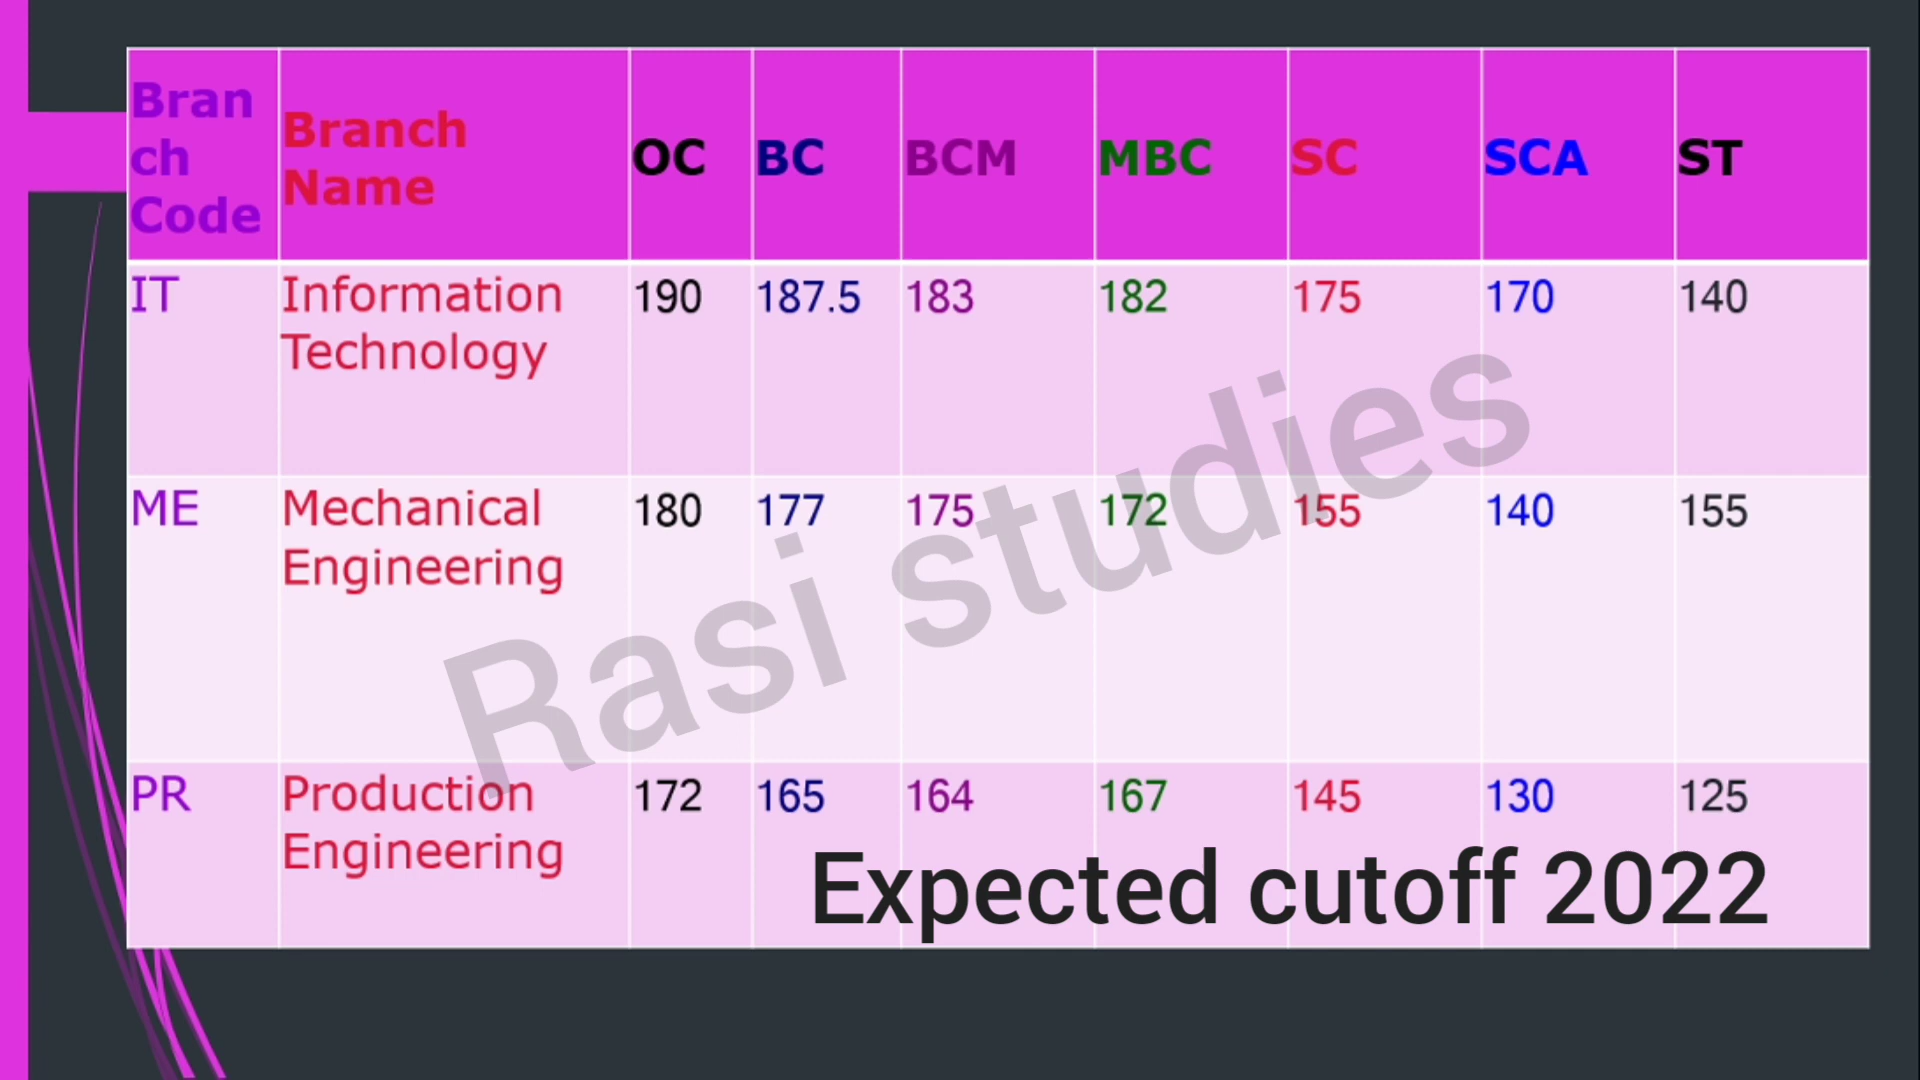 Bran
ch
Code
Branch
Name
OC
BC
BCM
MBC
SC
SCA
ST
IT
Information
Technology
190
187.5
183
182
175
170
140
ME
Mechanical
Engineering
180
177
175
172
155
140
155
PR
Production
Engineering
172
165
164
167
145
130
125
Rasi studies
Expected cutoff 2022